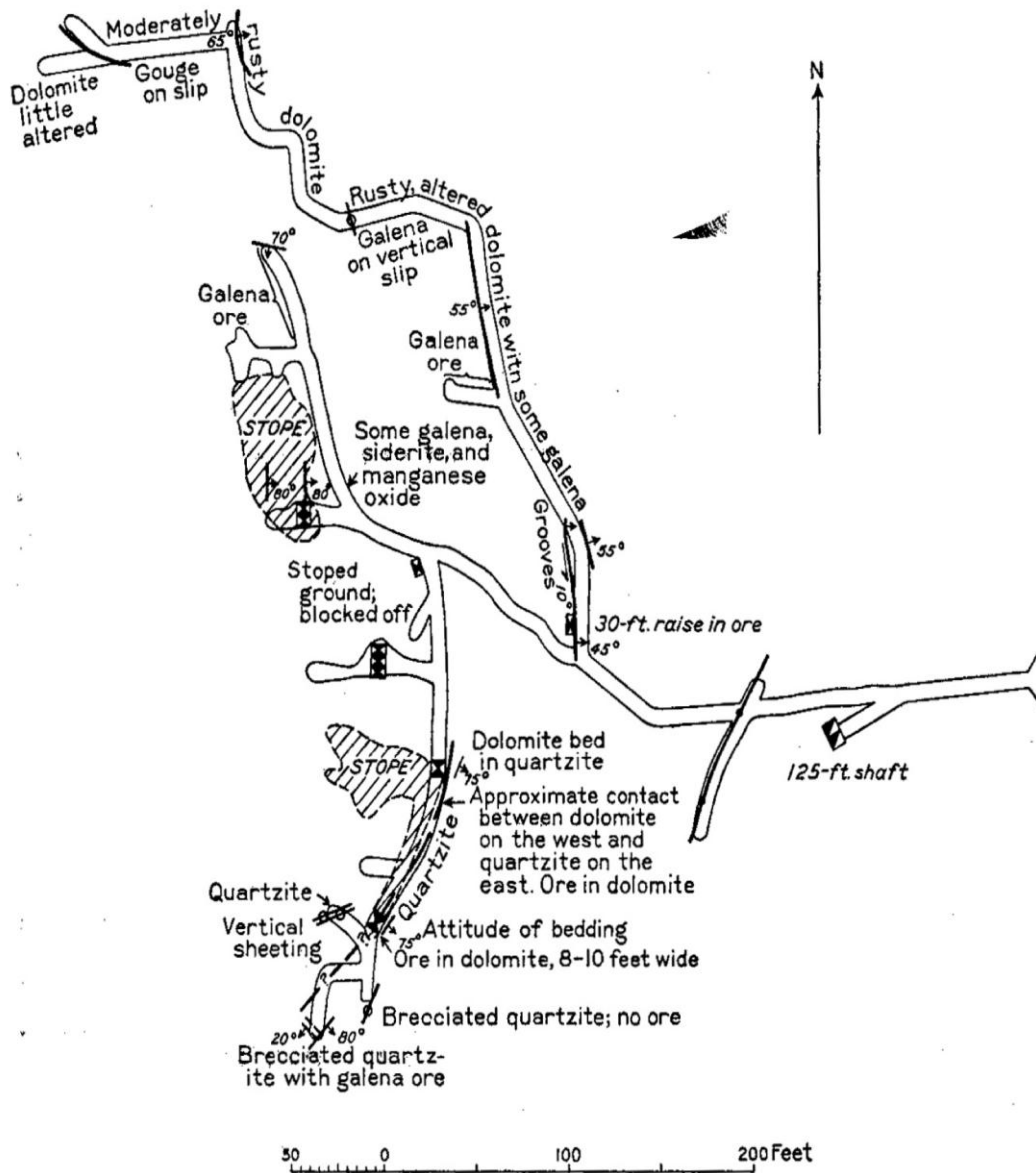 Moderately
rusty
65°
Dolomite
little
altered
Gouge
on slip
dolomite
N
Rusty, altered dolomite witn some galena
Galena
on vertical
slip
70°
Galena
ore
55°
Galena
ore
STOPE
80°
80°
Some galena,
siderite, and
manganese
oxide
Grooves
10°
55°
Stoped
ground;
blocked off
30-ft. raise in ore
45°
125-ft. shaft
STOPE
Dolomite bed
in quartzite
75°
Approximate contact
between dolomite
on the west and
quartzite on the
east. Ore in dolomite
Quartzite
Quartzite
Vertical
sheeting
75°
Attitude of bedding
Ore in dolomite, 8-10 feet wide
?
?
Brecciated quartzite; no ore
20°
80°
Brecciated quartz-
ite with galena ore
50 0 100 200 Feet